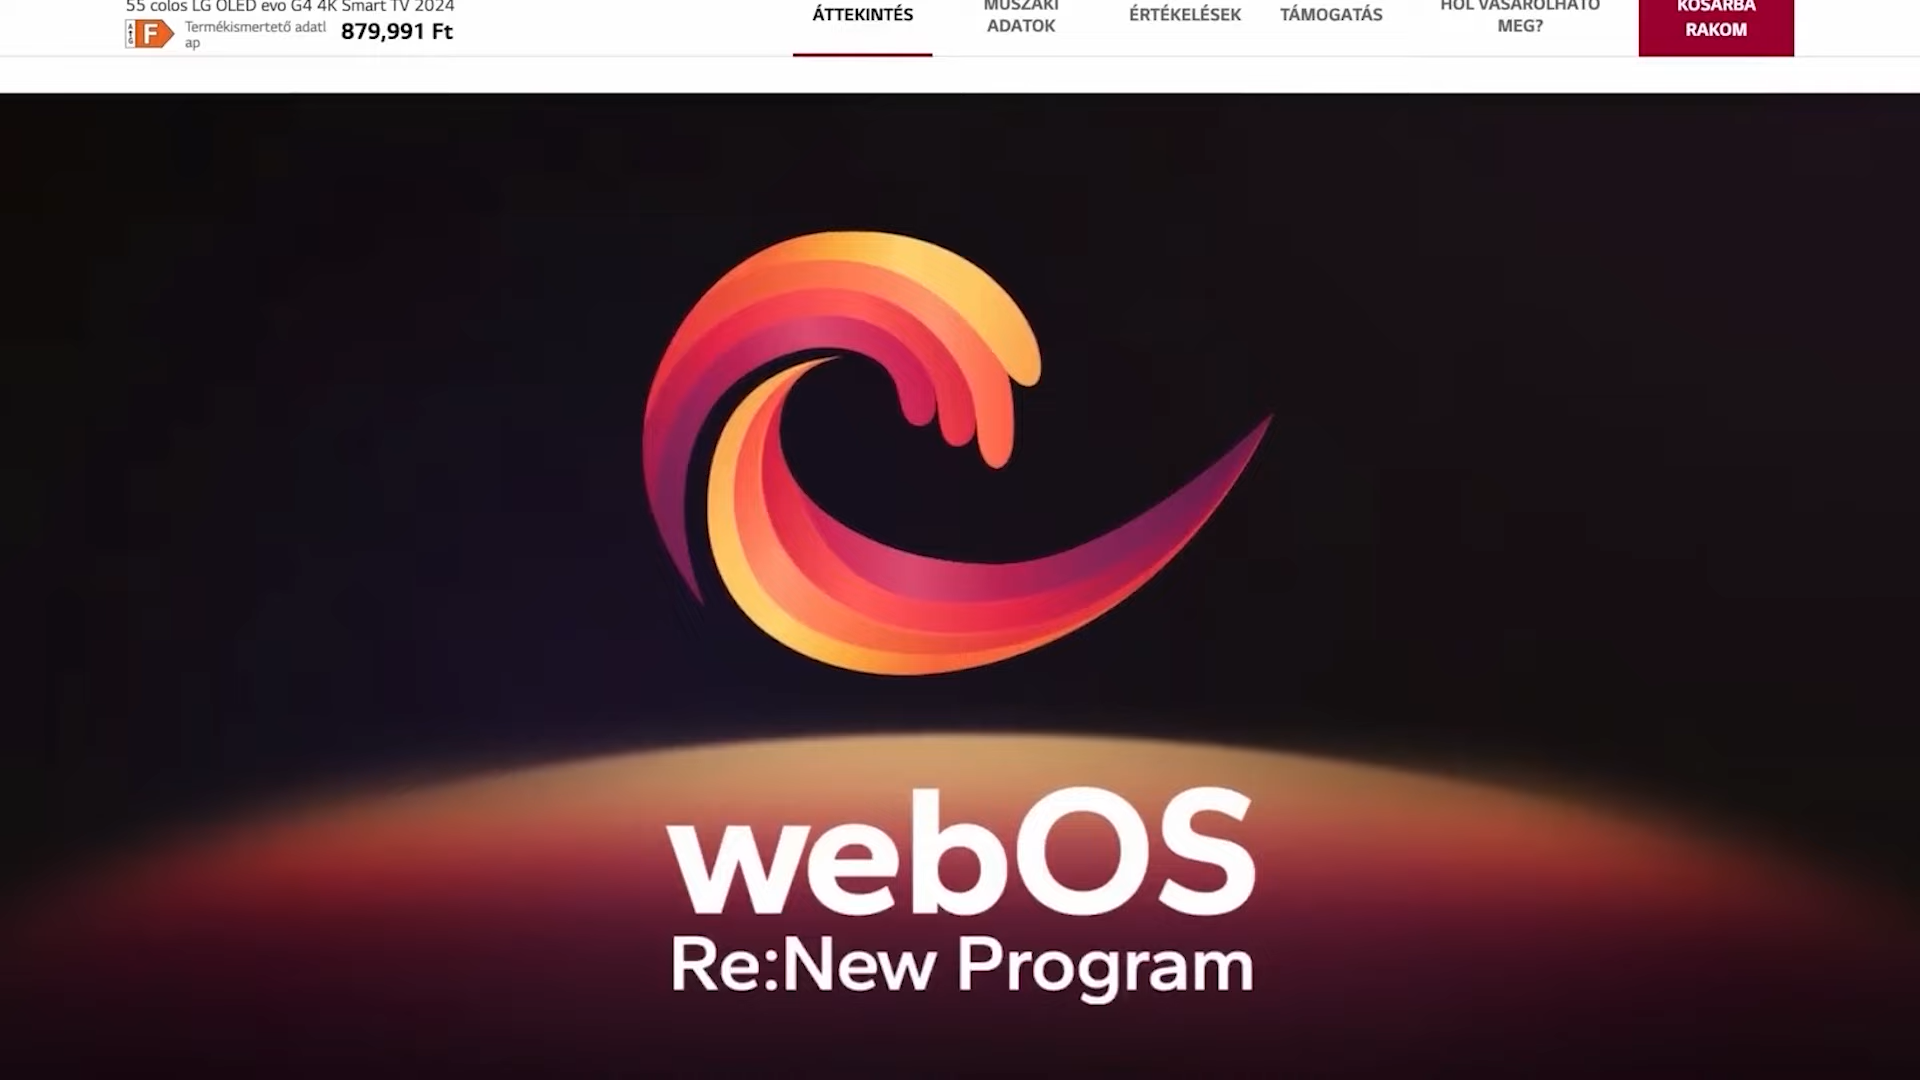 55 colos LG OLED evo G4 4K Smart TV 2024
F
Termékismertető adatl
ap
879,991 Ft
ÁTTEKINTÉS
MŰSZAKI
ADATOK
ÉRTÉKELÉSEK
TÁMOGATÁS
HOL VÁSÁROLHATÓ
MEG?
KOSÁRBA
RAKOM
webOS
Re:New Program